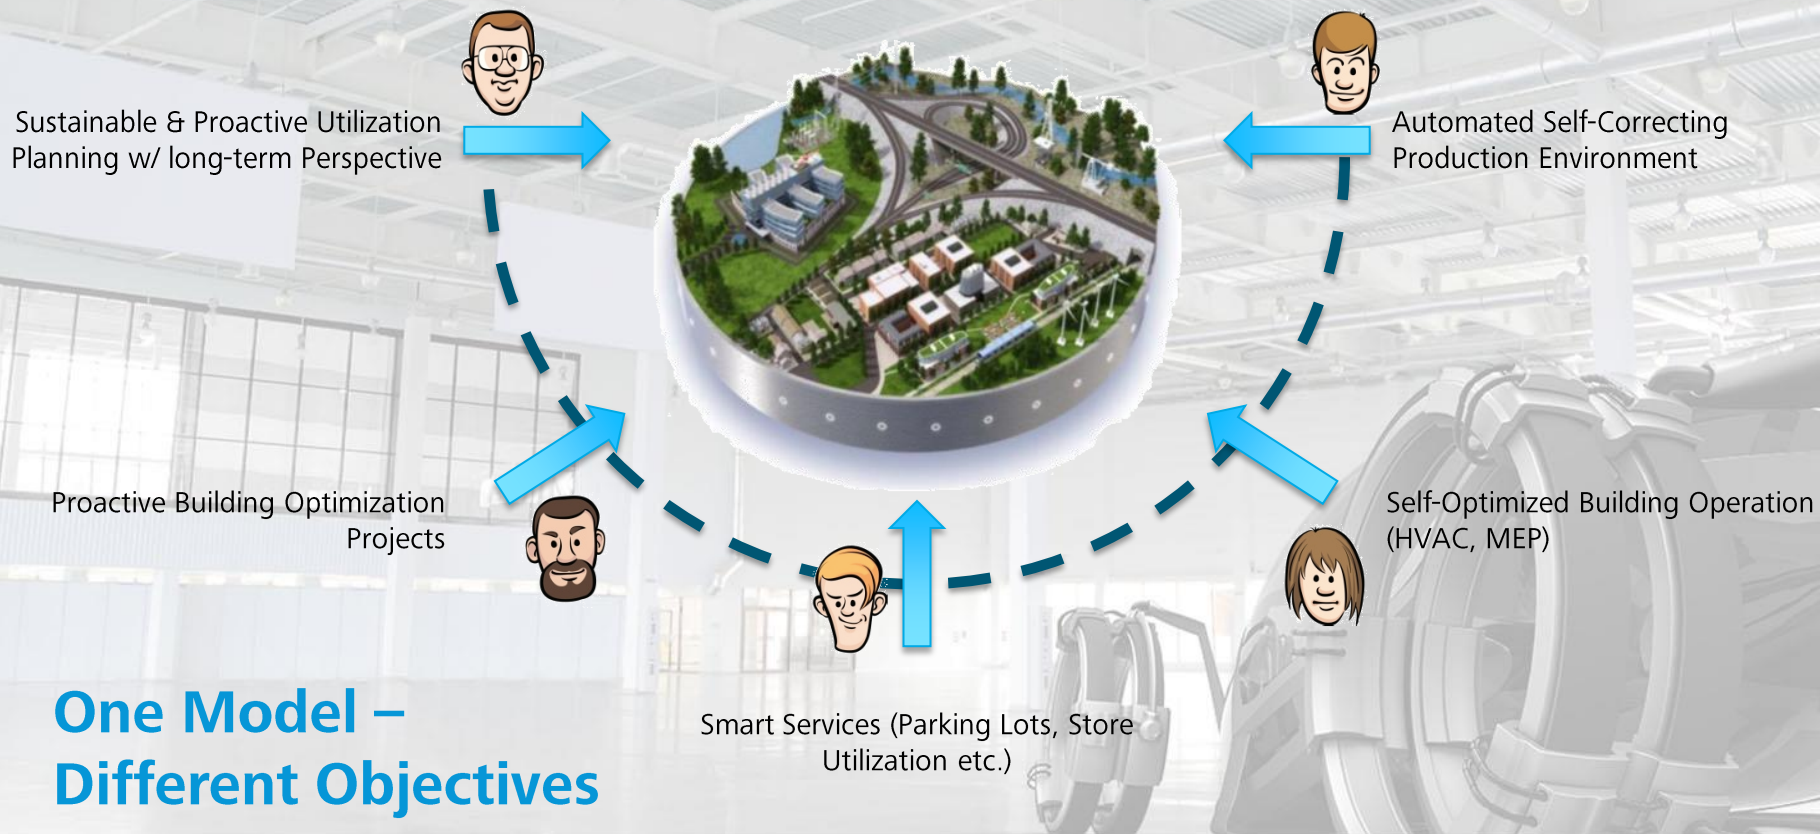 Sustainable & Proactive Utilization
Planning w/ long-term Perspective
Automated Self-Correcting
Production Environment
Proactive Building Optimization
Projects
Self-Optimized Building Operation
(HVAC, MEP)
Smart Services (Parking Lots, Store
Utilization etc.)
One Model –
Different Objectives